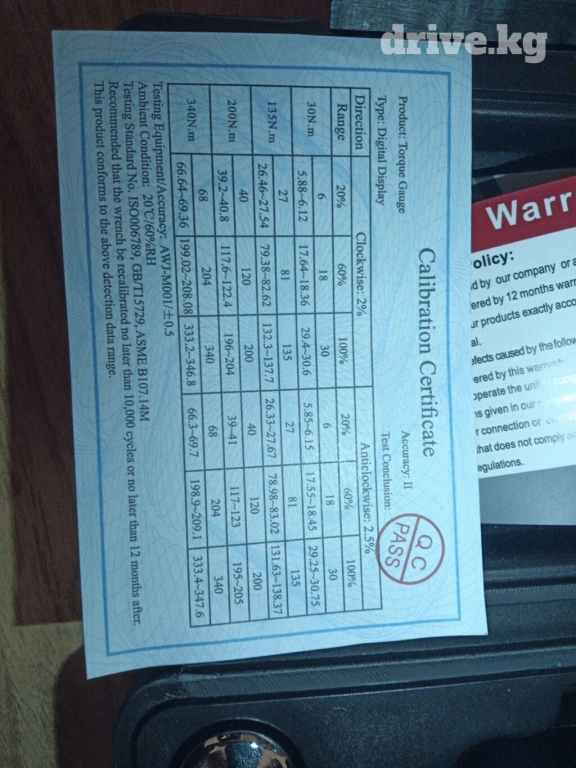 drive.kg
Calibration Certificate
Product: Torque Gauge
Accuracy: II
Type: Digital Display
Test Conclusion:
QC
PASS
Direction Clockwise: 2% Anticlockwise: 2.5%
Range 20% 60% 100% 20% 60% 100%
30N.m 6 18 30 6 18 30
5.88~6.12 17.64~18.36 29.4~30.6 5.85~6.15 17.55~18.45 29.25~30.75
135N.m 27 81 135 27 81 135
26.46~27.54 79.38~82.62 132.3~137.7 26.33~27.67 78.98~83.02 131.63~138.37
200N.m 40 120 200 40 120 200
39.2~40.8 117.6~122.4 196~204 39~41 117~123 195~205
340N.m 68 204 340 68 204 340
66.64~69.36 199.02~208.08 333.2~346.8 66.3~69.7 198.9~209.1 333.4~347.6
Testing Equipment/Accuracy: AWJ-M001/±0.5
Ambient Condition: 20℃/60%RH
Testing Standard No. ISO006789, GB/T15729, ASME B107.14M
Recommended that the wrench be recalibrated no later than 10,000 cycles or no later than 12 months after.
This product conforms to the above detection data range.
Warr
olicy:
d by our company or a
ered by 12 months warr
ur products exactly acco
al.
efects caused by the follow
ered by this
operate the
s given in our
r connection or
that does not comply
egulations.